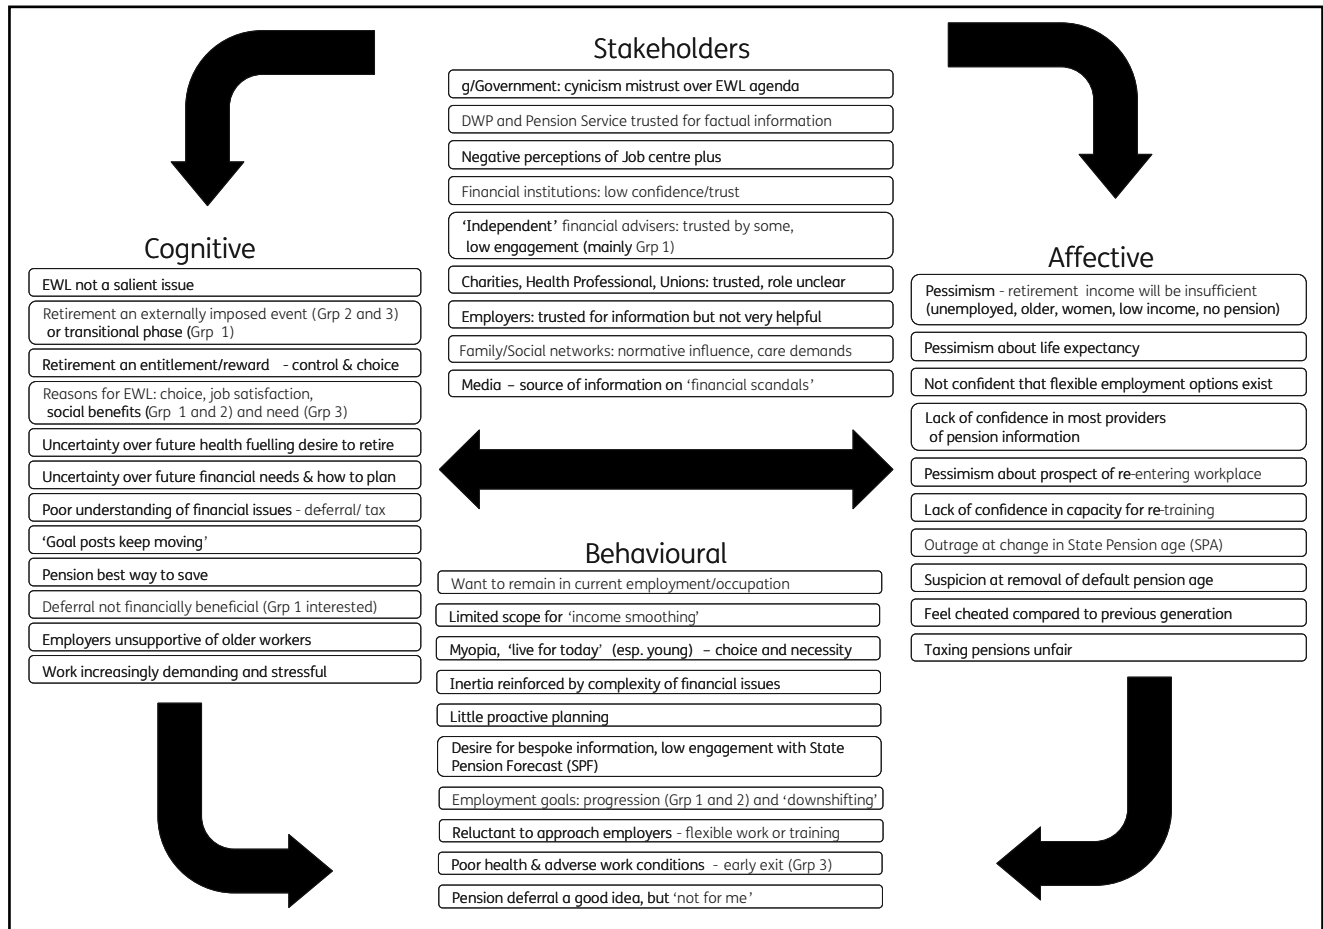 Stakeholders
g/Government: cynicism mistrust over EWL agenda
DWP and Pension Service trusted for factual information
Negative perceptions of Job centre plus
Financial institutions: low confidence/trust
‘Independent’ financial advisers: trusted by some,
low engagement (mainly Grp 1)
Charities, Health Professional, Unions: trusted, role unclear
Employers: trusted for information but not very helpful
Family/Social networks: normative influence, care demands
Media – source of information on ‘financial scandals’
Cognitive
EWL not a salient issue
Retirement an externally imposed event (Grp 2 and 3)
or transitional phase (Grp 1)
Retirement an entitlement/reward - control & choice
Reasons for EWL: choice, job satisfaction,
social benefits (Grp 1 and 2) and need (Grp 3)
Uncertainty over future health fuelling desire to retire
Uncertainty over future financial needs & how to plan
Poor understanding of financial issues - deferral/ tax
‘Goal posts keep moving’
Pension best way to save
Deferral not financially beneficial (Grp 1 interested)
Employers unsupportive of older workers
Work increasingly demanding and stressful
Affective
Pessimism - retirement income will be insufficient
(unemployed, older, women, low income, no pension)
Pessimism about life expectancy
Not confident that flexible employment options exist
Lack of confidence in most providers
of pension information
Pessimism about prospect of re-entering workplace
Lack of confidence in capacity for re-training
Outrage at change in State Pension age (SPA)
Suspicion at removal of default pension age
Feel cheated compared to previous generation
Taxing pensions unfair
Behavioural
Want to remain in current employment/occupation
Limited scope for ‘income smoothing’
Myopia, ‘live for today’ (esp. young) – choice and necessity
Inertia reinforced by complexity of financial issues
Little proactive planning
Desire for bespoke information, low engagement with State
Pension Forecast (SPF)
Employment goals: progression (Grp 1 and 2) and ‘downshifting’
Reluctant to approach employers - flexible work or training
Poor health & adverse work conditions - early exit (Grp 3)
Pension deferral a good idea, but ‘not for me’